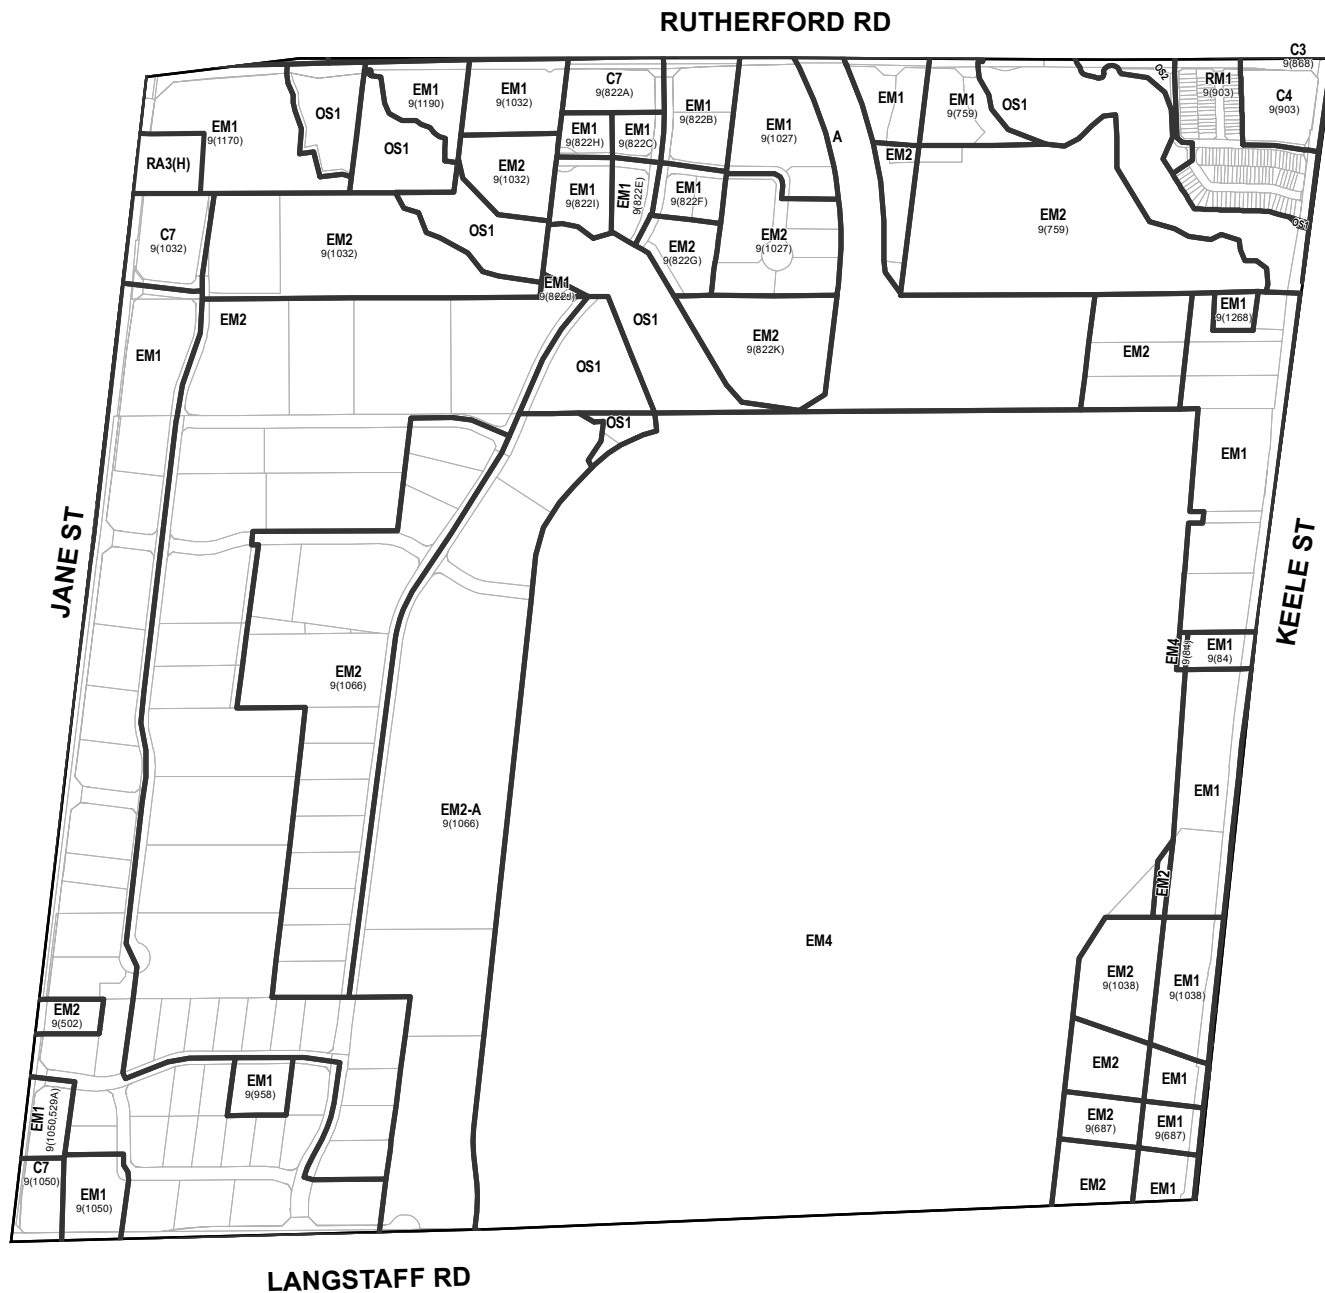 RUTHERFORD RD
C3
9(868)
EM1
9(1170)
OS1
EM1
9(1190)
EM1
9(1032)
C7
9(822A)
EM1
9(822B)
EM1
9(1027)
A
EM1
EM1
9(759)
OS1
OS2
RM1
9(903)
C4
9(903)
RA3(H)
OS1
EM2
9(1032)
EM1
9(822H)
EM1
9(822C)
EM2
EM1
9(822I)
EM1
9(822E)
EM1
9(822F)
C7
9(1032)
EM2
9(1032)
OS1
EM2
9(822G)
EM2
9(1027)
EM2
9(759)
OS1
EM1
9(822J)
EM1
EM2
OS1
OS1
EM2
9(822K)
EM2
EM1
9(1268)
OS1
EM1
JANE ST
KEELE ST
EM2
9(1066)
EM4
9(84)
EM1
9(84)
EM2-A
9(1066)
EM1
EM2
EM4
EM2
9(1038)
EM1
9(1038)
EM2
9(502)
EM1
9(958)
EM2
EM1
EM1
9(1050,529A)
EM2
9(687)
EM1
9(687)
C7
9(1050)
EM1
9(1050)
EM2
EM1
LANGSTAFF RD